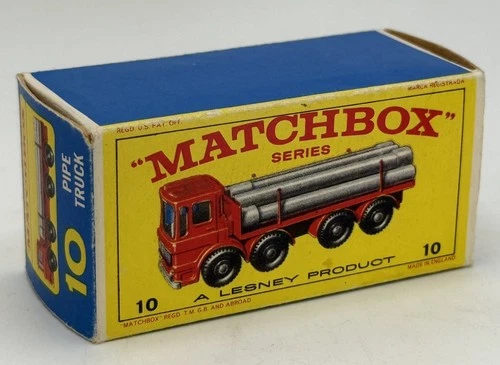 REGD. U.S. PAT. OFF.
MARCA REGISTRADA
"MATCHBOX"
SERIES
10
10
A LESNEY PRODUCT
MADE IN ENGLAND
"MATCHBOX" REGD. T.M. G.B. AND ABROAD
10
PIPE
TRUCK